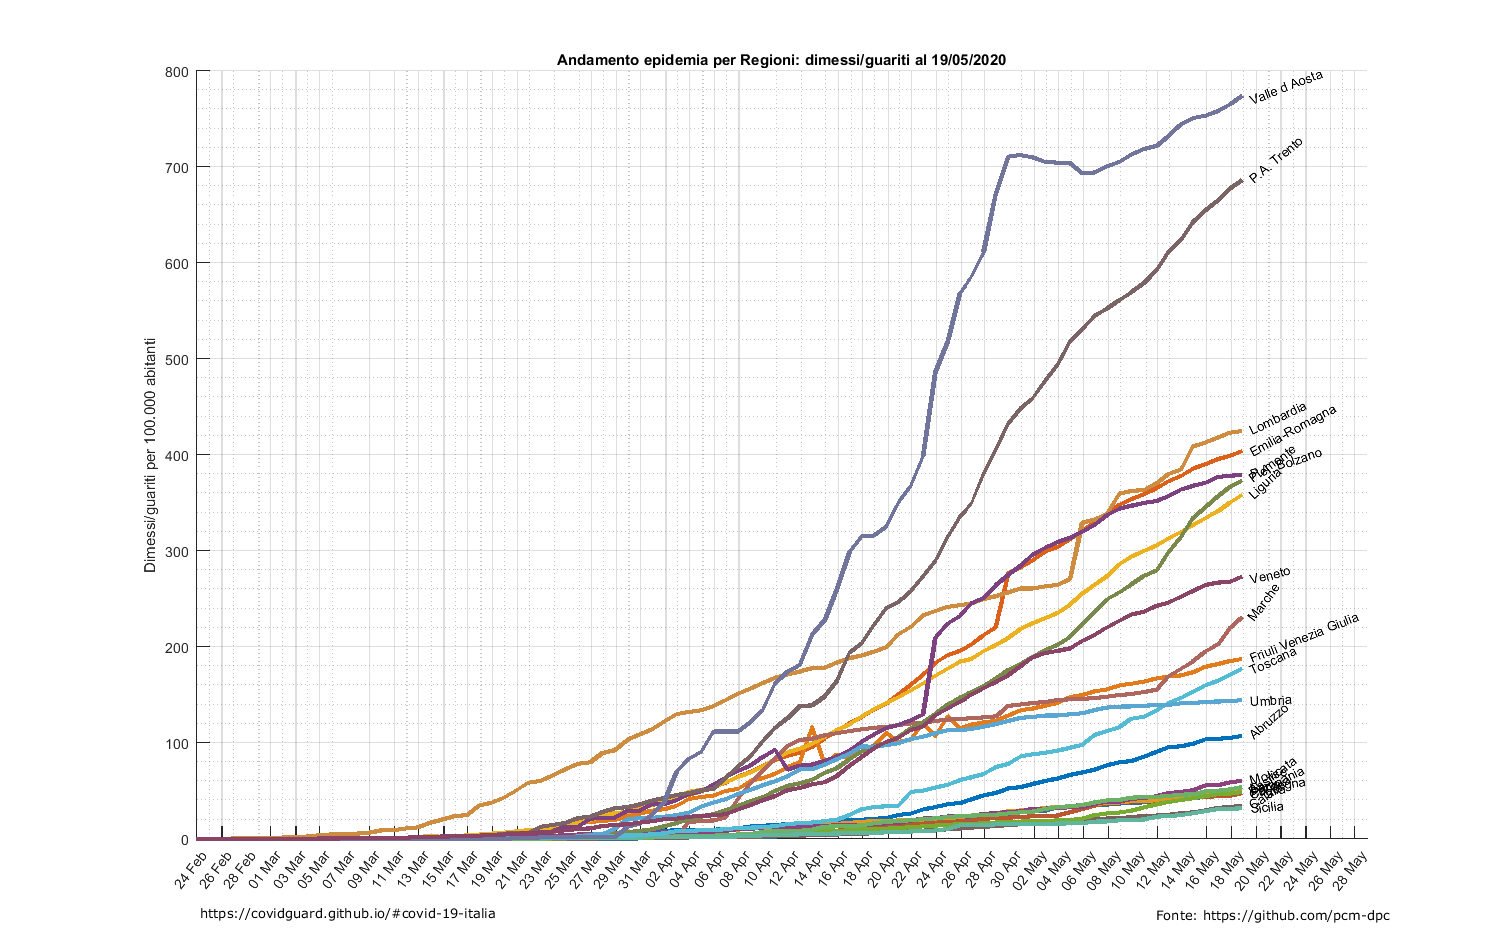 Andamento epidemia per Regioni: dimessi/guariti al 19/05/2020
800
700
600
500
400
300
200
100
0
Dimessi/guariti per 100.000 abitanti
Valle d Aosta
P.A. Trento
Lombardia
Emilia-Romagna
Piemonte
P.A. Bolzano
Liguria
Veneto
Marche
Friuli Venezia Giulia
Toscana
Umbria
Abruzzo
Molise
Sicilia
24 Feb
26 Feb
28 Feb
01 Mar
03 Mar
05 Mar
07 Mar
09 Mar
11 Mar
13 Mar
15 Mar
17 Mar
19 Mar
21 Mar
23 Mar
25 Mar
27 Mar
29 Mar
31 Mar
02 Apr
04 Apr
06 Apr
08 Apr
10 Apr
12 Apr
14 Apr
16 Apr
18 Apr
20 Apr
22 Apr
24 Apr
26 Apr
28 Apr
30 Apr
02 May
04 May
06 May
08 May
10 May
12 May
14 May
16 May
18 May
20 May
22 May
24 May
26 May
28 May
https://covidguard.github.io/#covid-19-italia
Fonte: https://github.com/pcm-dpc